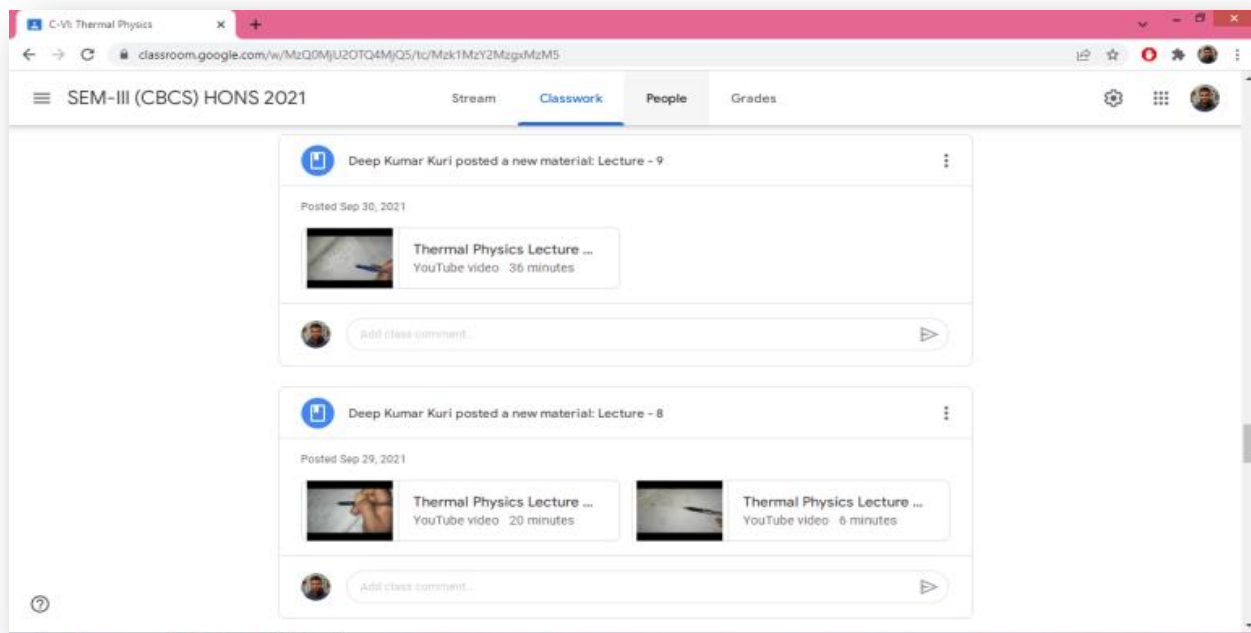 C-VI: Thermal Physics
classroom.google.com/w/MzQ0MjU2OTQ4MjQ5/tc/Mzk1MzY2MzgxMzM5
SEM-III (CBCS) HONS 2021
Stream Classwork People Grades
Deep Kumar Kuri posted a new material: Lecture - 9
Posted Sep 30, 2021
Thermal Physics Lecture ...
YouTube video 36 minutes
Add class comment...
Deep Kumar Kuri posted a new material: Lecture - 8
Posted Sep 29, 2021
Thermal Physics Lecture ... Thermal Physics Lecture ...
YouTube video 20 minutes YouTube video 6 minutes
Add class comment...